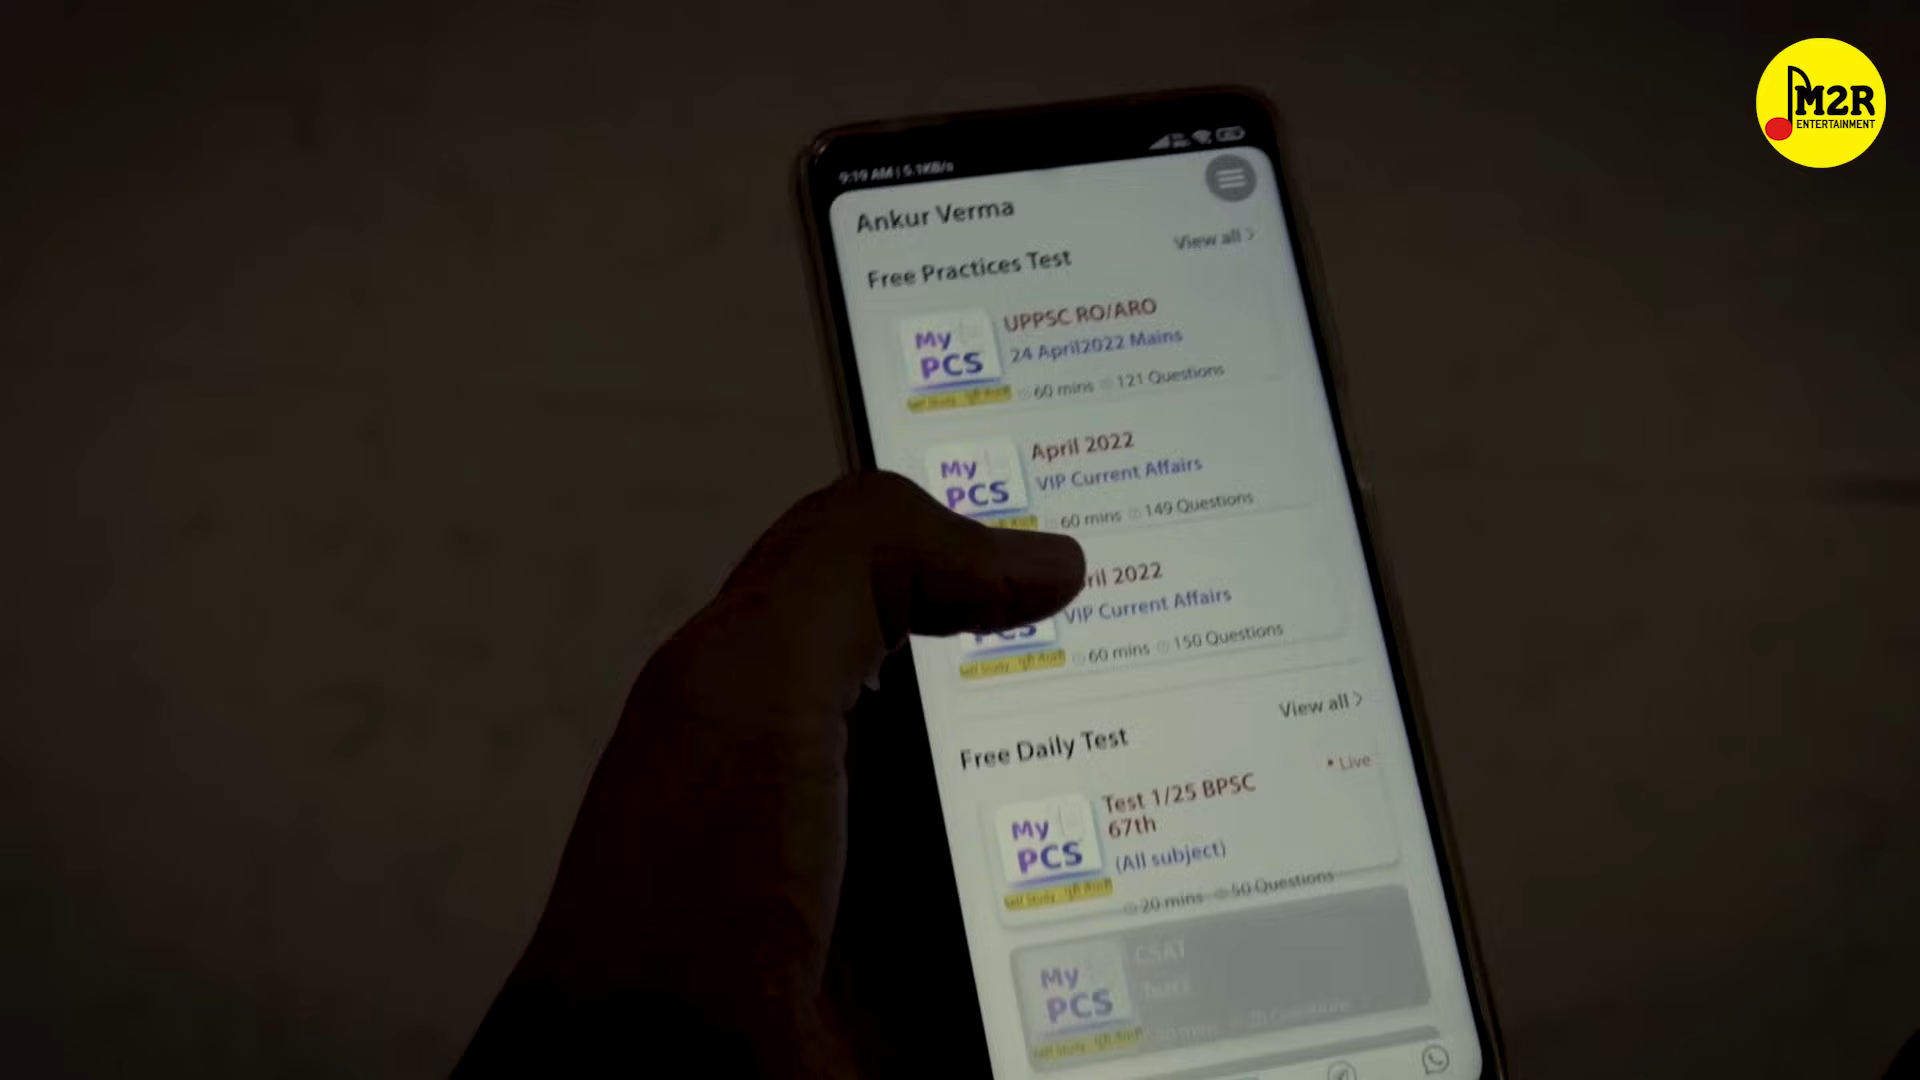 M2R
ENTERTAINMENT
9:19 AM | 5.1KB/s
Ankur Verma
View all >
Free Practices Test
My
PCS
UPPSC RO/ARO
24 April2022 Mains
60 mins 121 Questions
My
PCS
April 2022
VIP Current Affairs
60 mins 149 Questions
ril 2022
PCS
VIP Current Affairs
60 mins 150 Questions
View all >
Free Daily Test
• Live
My
PCS
Test 1/25 BPSC
67th
(All subject)
20 mins 50 Questions
My
PCS
CSAT